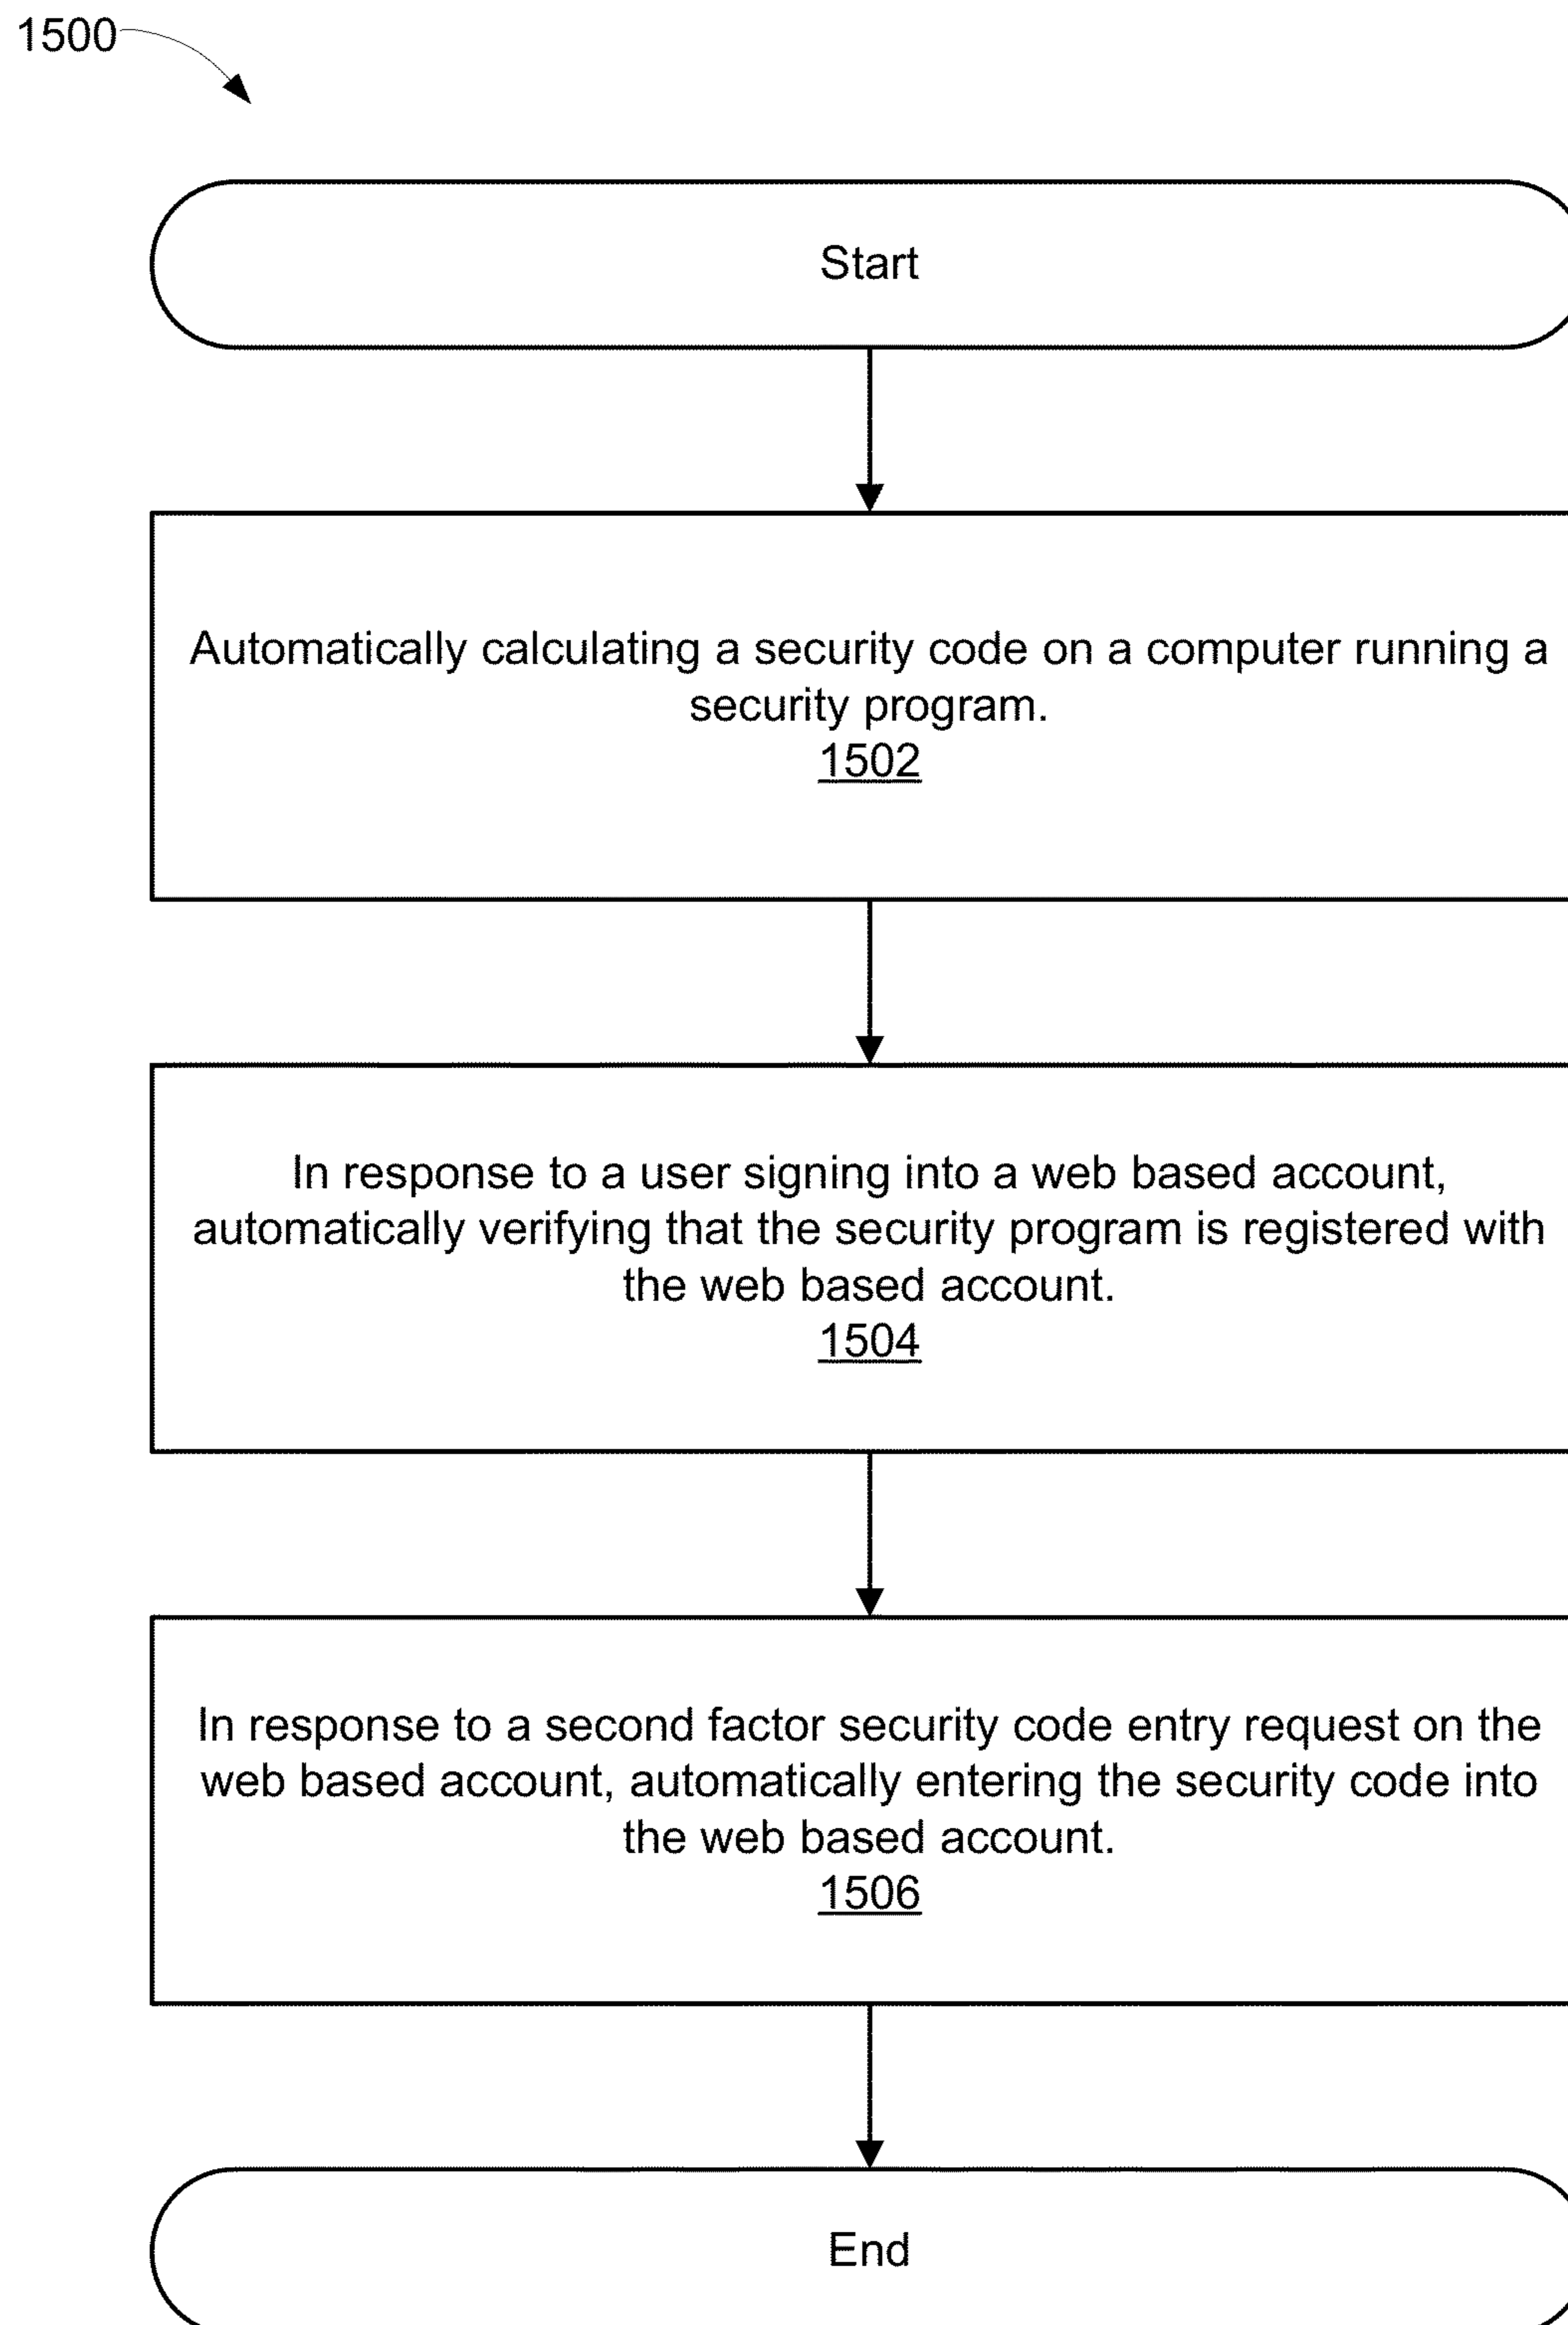 1500
Start
Automatically calculating a security code on a computer running a
security program.
1502
In response to a user signing into a web based account,
automatically verifying that the security program is registered with
the web based account.
1504
In response to a second factor security code entry request on the
web based account, automatically entering the security code into
the web based account.
1506
End